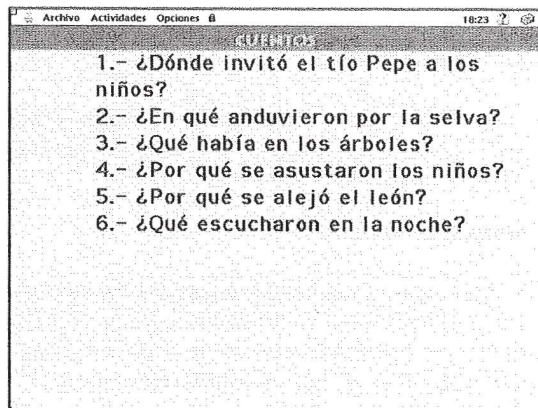 Archivo Actividades Opciones
18:23
CUENTOS
1.- ¿Dónde invitó el tío Pepe a los
niños?
2.- ¿En qué anduvieron por la selva?
3.- ¿Qué había en los árboles?
4.- ¿Por qué se asustaron los niños?
5.- ¿Por qué se alejó el león?
6.- ¿Qué escucharon en la noche?